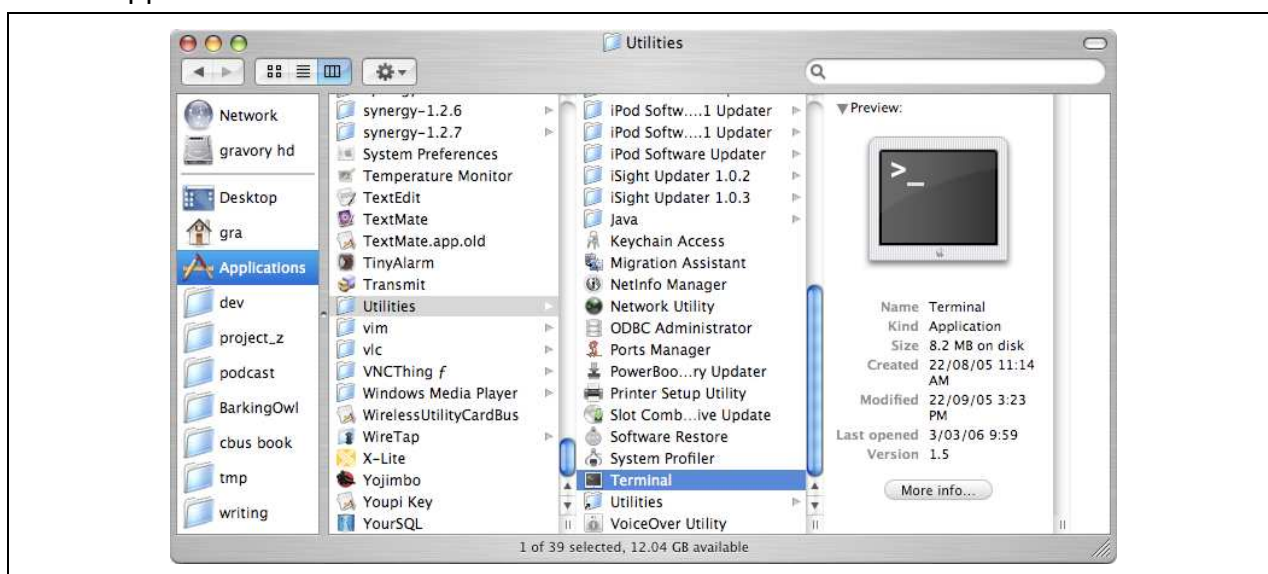 Utilities
Network
gravory hd
Desktop
gra
Applications
dev
project_z
podcast
BarkingOwl
cbus book
tmp
writing
synergy-1.2.6
synergy-1.2.7
System Preferences
Temperature Monitor
TextEdit
TextMate
TextMate.app.old
TinyAlarm
Transmit
Utilities
vim
vlc
VNCThing ƒ
Windows Media Player
WirelessUtilityCardBus
WireTap
X-Lite
Yojimbo
Youpi Key
YourSQL
iPod Softw....1 Updater
iPod Softw....1 Updater
iPod Software Updater
iSight Updater 1.0.2
iSight Updater 1.0.3
Java
Keychain Access
Migration Assistant
NetInfo Manager
Network Utility
ODBC Administrator
Ports Manager
PowerBoo...ry Updater
Printer Setup Utility
Slot Comb...ive Update
Software Restore
System Profiler
Terminal
Utilities
VoiceOver Utility
Preview:
>_
Name Terminal
Kind Application
Size 8.2 MB on disk
Created 22/08/05 11:14
AM
Modified 22/09/05 3:23
PM
Last opened 3/03/06 9:59
Version 1.5
More info...
1 of 39 selected, 12.04 GB available